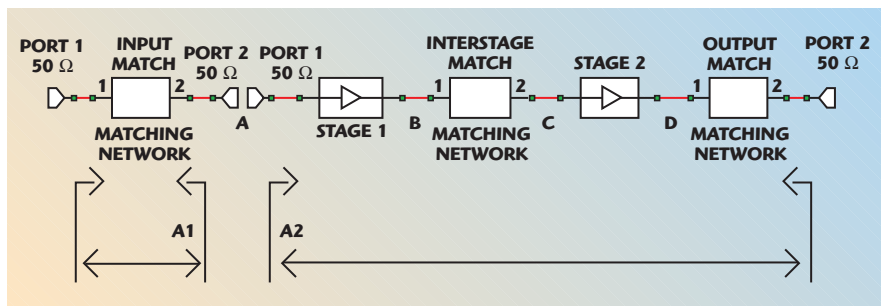 PORT 1
50 Ω
INPUT
MATCH
1
2
MATCHING
NETWORK
PORT 2
50 Ω
A
PORT 1
50 Ω
STAGE 1
B
INTERSTAGE
MATCH
1
2
MATCHING
NETWORK
C
STAGE 2
D
OUTPUT
MATCH
1
2
MATCHING
NETWORK
PORT 2
50 Ω
A1
A2